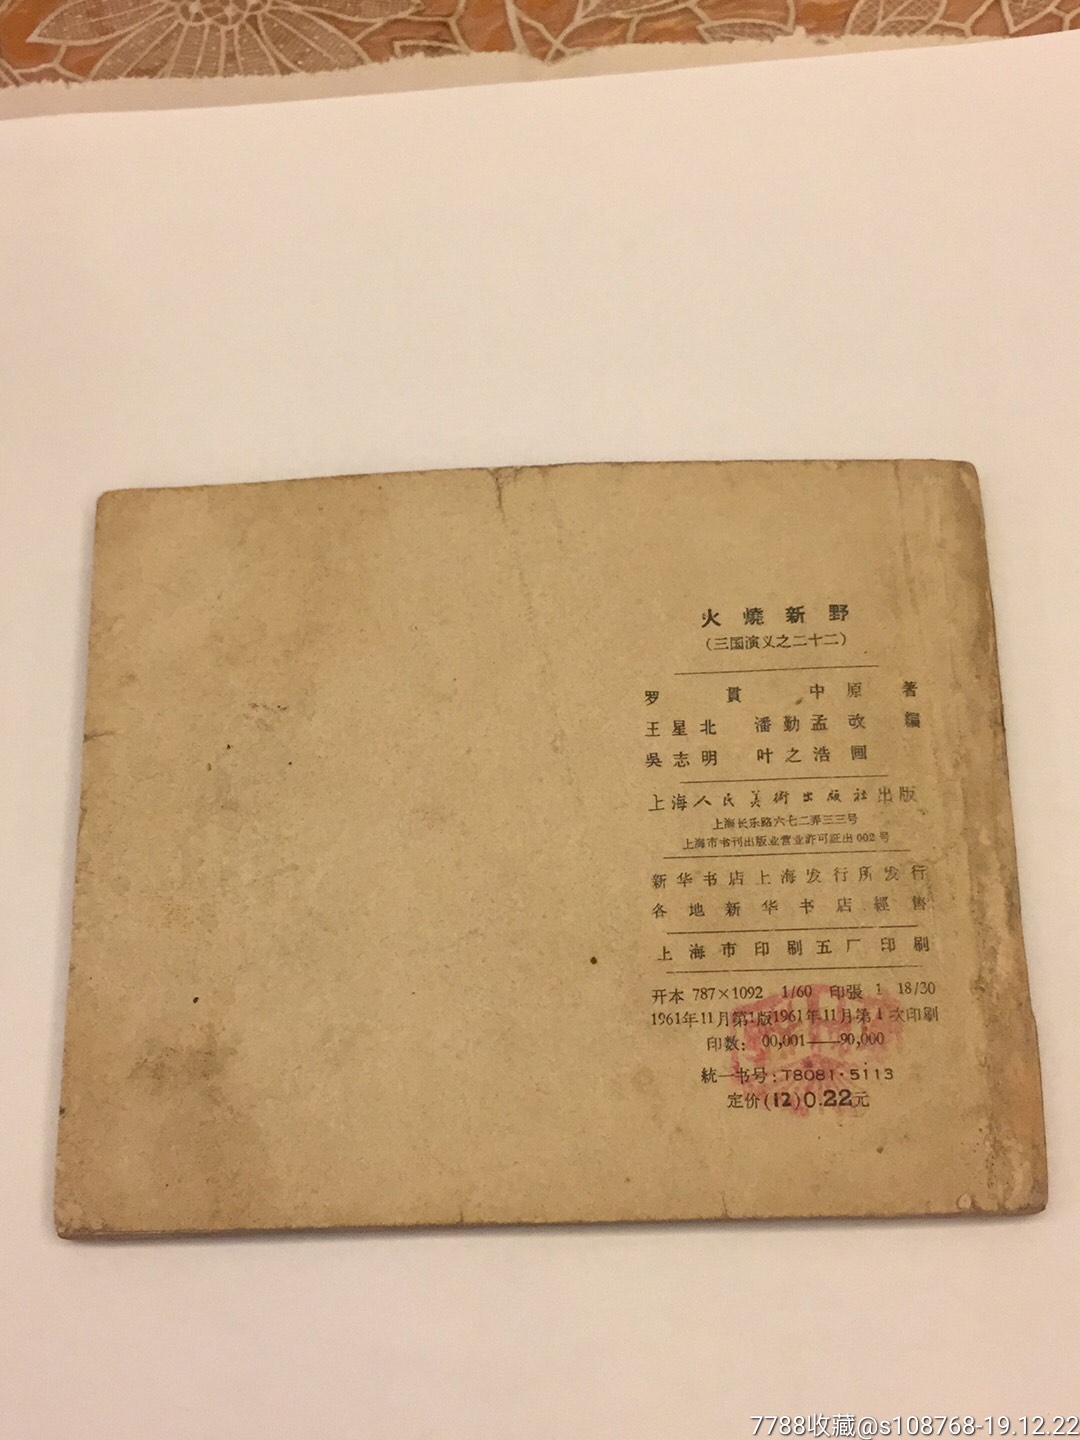 火燒新野
(三国演义之二十二)
罗貫中原著
王星北 潘勤孟改編
吳志明 叶之浩画
上海人民美術出版社出版
上海长乐路六七二弄三三号
上海市书刊出版业营业許可証出002号
新华书店上海发行所发行
各地新华书店經售
上海市印刷五厂印刷
开本 787×1092 1/60 印張 1 18/30
1961年11月第1版1961年11月第1次印刷
印数: 00,001——90,000
統一书号:T8081·5113
定价(12)0.22元
7788收藏@s108768-19.12.22